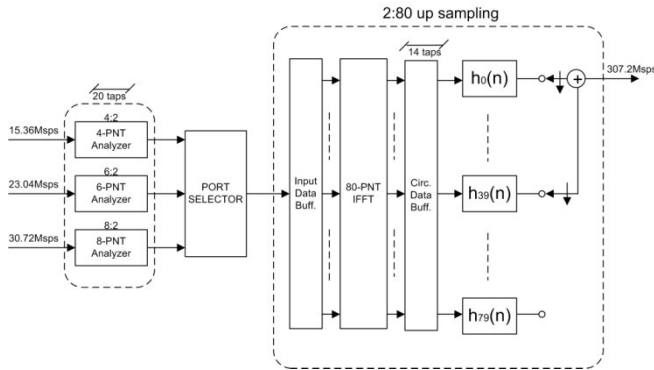 2:80 up sampling
20 taps
14 taps
15.36Msps
4:2
4-PNT
Analyzer
23.04Msps
6:2
6-PNT
Analyzer
30.72Msps
8:2
8-PNT
Analyzer
PORT
SELECTOR
Input
Data
Buff.
80-PNT
IFFT
Circ.
Data
Buff.
h0(n)
h39(n)
h79(n)
+
307.2Msps